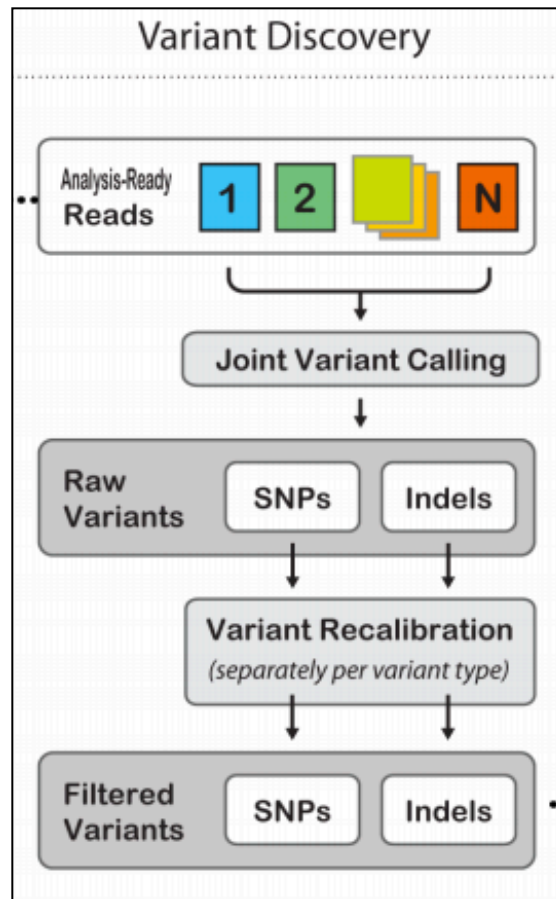 Variant Discovery
Analysis-Ready
Reads
1 2 N
Joint Variant Calling
Raw
Variants
SNPs Indels
Variant Recalibration
(separately per variant type)
Filtered
Variants
SNPs Indels